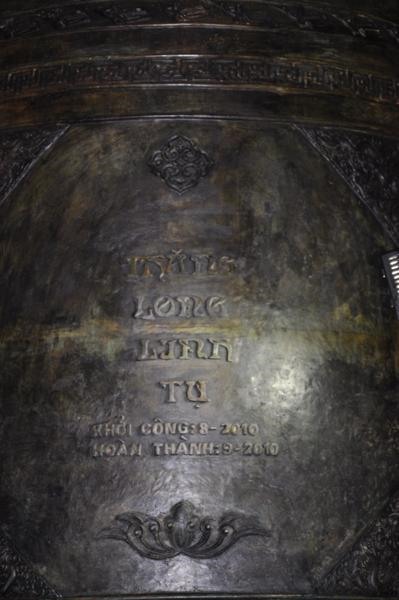 THĂNG
LONG
LINH
TỰ
KHỞI CÔNG: 8-2010
HOÀN THÀNH: 9-2010